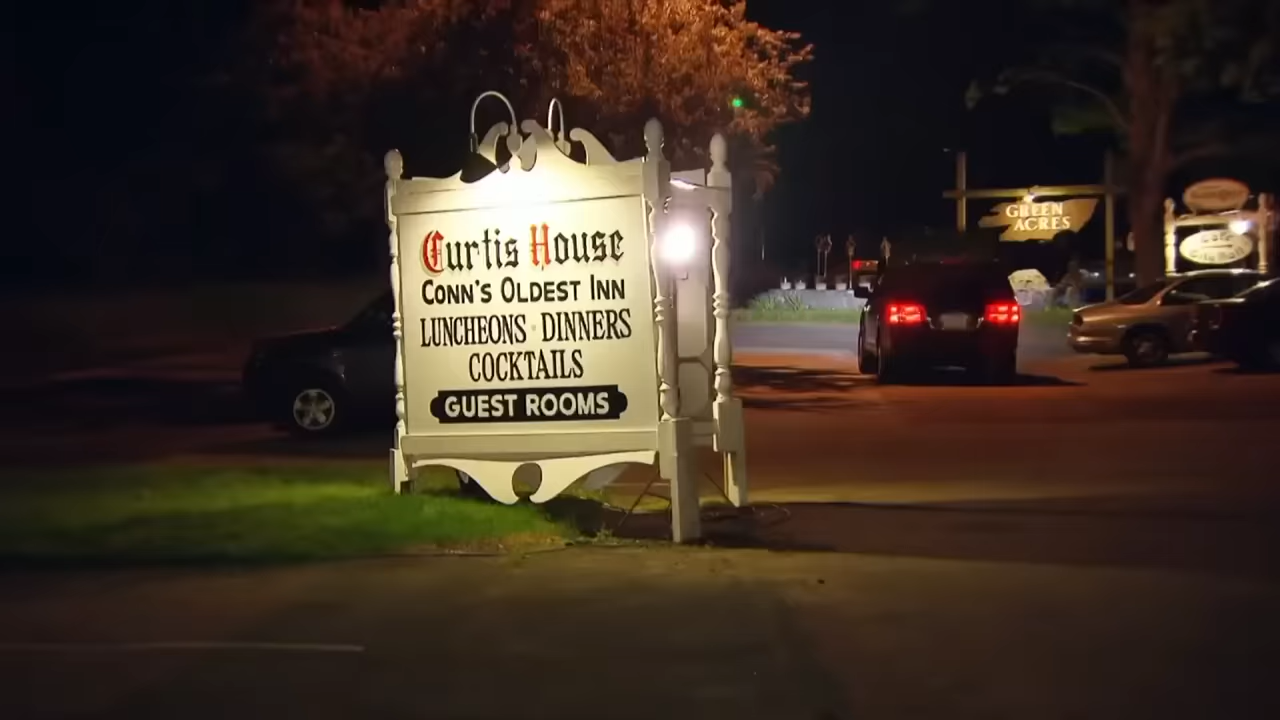 Curtis House
CONN'S OLDEST INN
LUNCHEONS · DINNERS
COCKTAILS
GUEST ROOMS
GREEN
ACRES